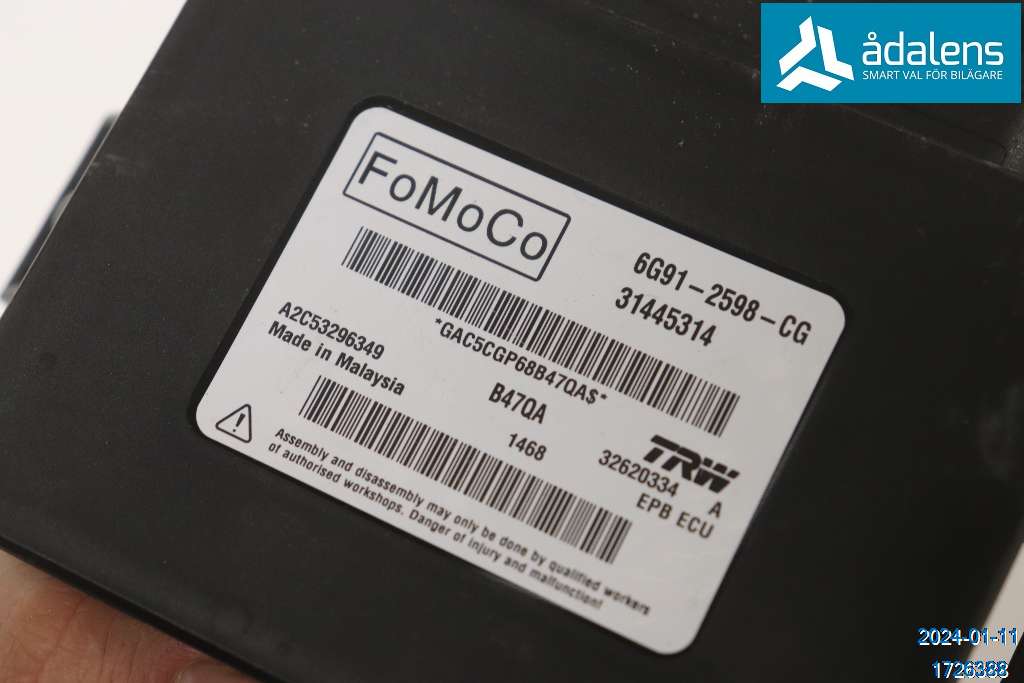 ådalens
SMART VAL FÖR BILÄGARE
FoMoCo
6G91-2598-CG
31445314
*GAC5CGP68B47QA$*
A2C53296349
Made in Malaysia
B47QA
1468
TRW
32620334 A
EPB ECU
Assembly and disassembly may only be done by qualified workers
of authorised workshops. Danger of injury and malfunction!
2024-01-11
1726388